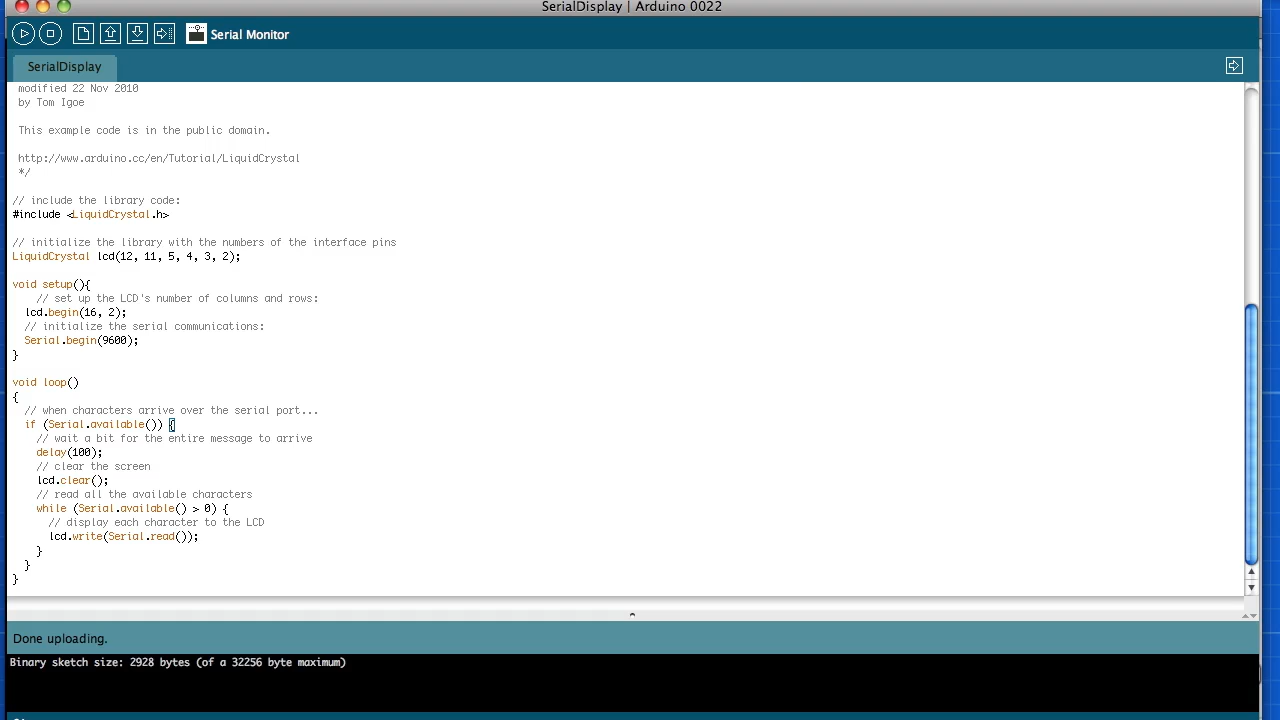 SerialDisplay | Arduino 0022
Serial Monitor
SerialDisplay
modified 22 Nov 2010
by Tom Igoe
This example code is in the public domain.
http://www.arduino.cc/en/Tutorial/LiquidCrystal
*/
// include the library code:
#include <LiquidCrystal.h>
// initialize the library with the numbers of the interface pins
LiquidCrystal lcd(12, 11, 5, 4, 3, 2);
void setup(){
// set up the LCD's number of columns and rows:
lcd.begin(16, 2);
// initialize the serial communications:
Serial.begin(9600);
}
void loop()
{
// when characters arrive over the serial port...
if (Serial.available()) {
// wait a bit for the entire message to arrive
delay(100);
// clear the screen
lcd.clear();
// read all the available characters
while (Serial.available() > 0) {
// display each character to the LCD
lcd.write(Serial.read());
}
}
}
Done uploading.
Binary sketch size: 2928 bytes (of a 32256 byte maximum)